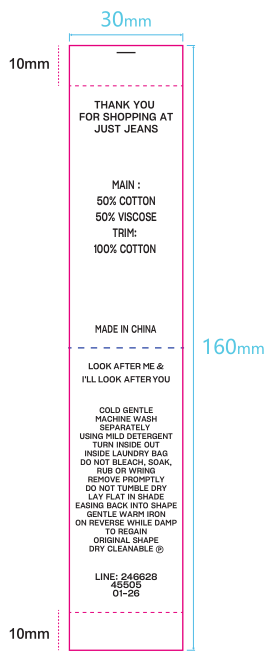 30mm
10mm
THANK YOU
FOR SHOPPING AT
JUST JEANS
MAIN :
50% COTTON
50% VISCOSE
TRIM:
100% COTTON
MADE IN CHINA
160mm
LOOK AFTER ME &
I'LL LOOK AFTER YOU
COLD GENTLE
MACHINE WASH
SEPARATELY
USING MILD DETERGENT
TURN INSIDE OUT
INSIDE LAUNDRY BAG
DO NOT BLEACH, SOAK,
RUB OR WRING
REMOVE PROMPTLY
DO NOT TUMBLE DRY
LAY FLAT IN SHADE
EASING BACK INTO SHAPE
GENTLE WARM IRON
ON REVERSE WHILE DAMP
TO REGAIN
ORIGINAL SHAPE
DRY CLEANABLE Ⓟ
LINE: 246628
45505
01-26
10mm